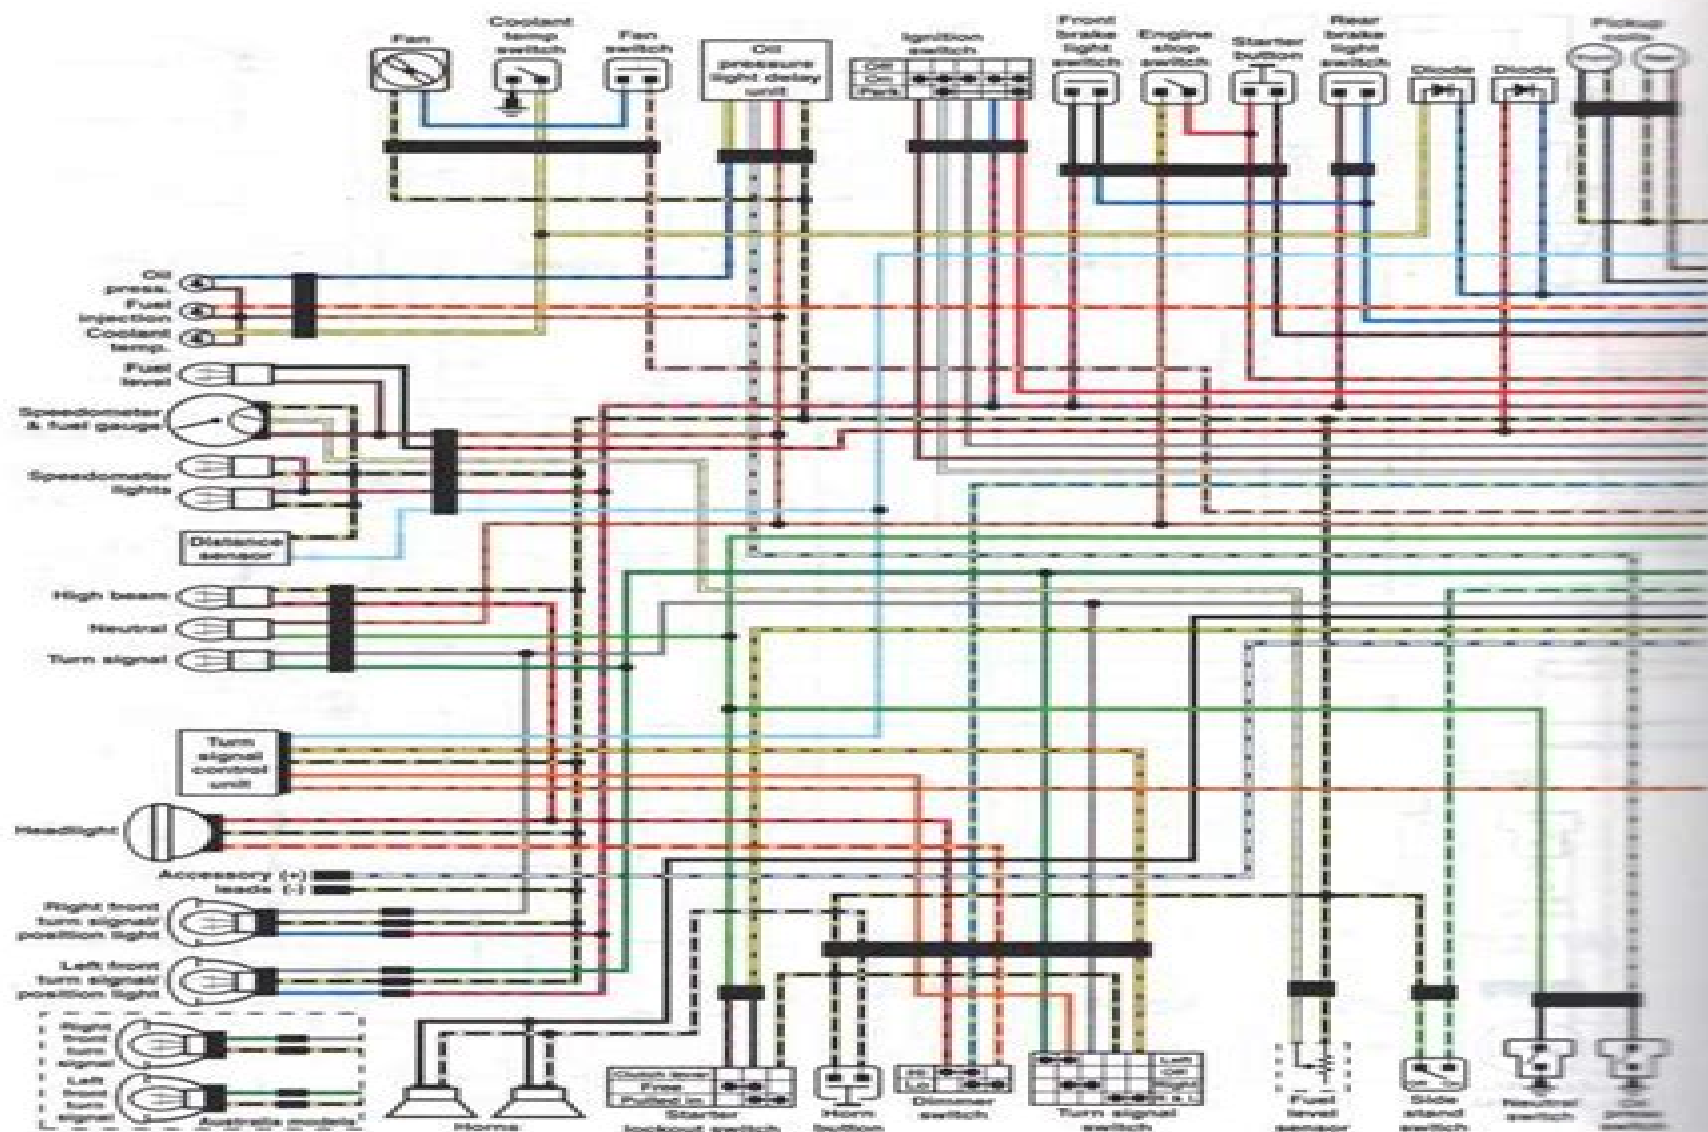 Fan
Coolant
temp
switch
Fan
switch
Oil
pressure
light delay
unit
Ignition
switch
Off
On
Park
Front
brake
light
switch
Engine
stop
switch
Starter
button
Rear
brake
light
switch
Diode
Diode
Pickup
coils
Oil
press.
Fuel
injection
Coolant
temp.
Fuel
level
Speedometer
& fuel gauge
Speedometer
lights
Distance
sensor
High beam
Neutral
Turn signal
Turn
signal
control
unit
Headlight
Accessory (+)
leads (-)
Right front
turn signal/
position light
Left front
turn signal/
position light
Right
front
turn
signal
Left
front
turn
signal
Australia models
Horns
Clutch lever
Free
Pulled in
Starter
lockout switch
Horn
button
Hi
Lo
Dimmer
switch
Left
Off
Right
Turn signal
switch
Fuel
level
sensor
Side
stand
switch
Neutral
switch
Oil
pressure
switch